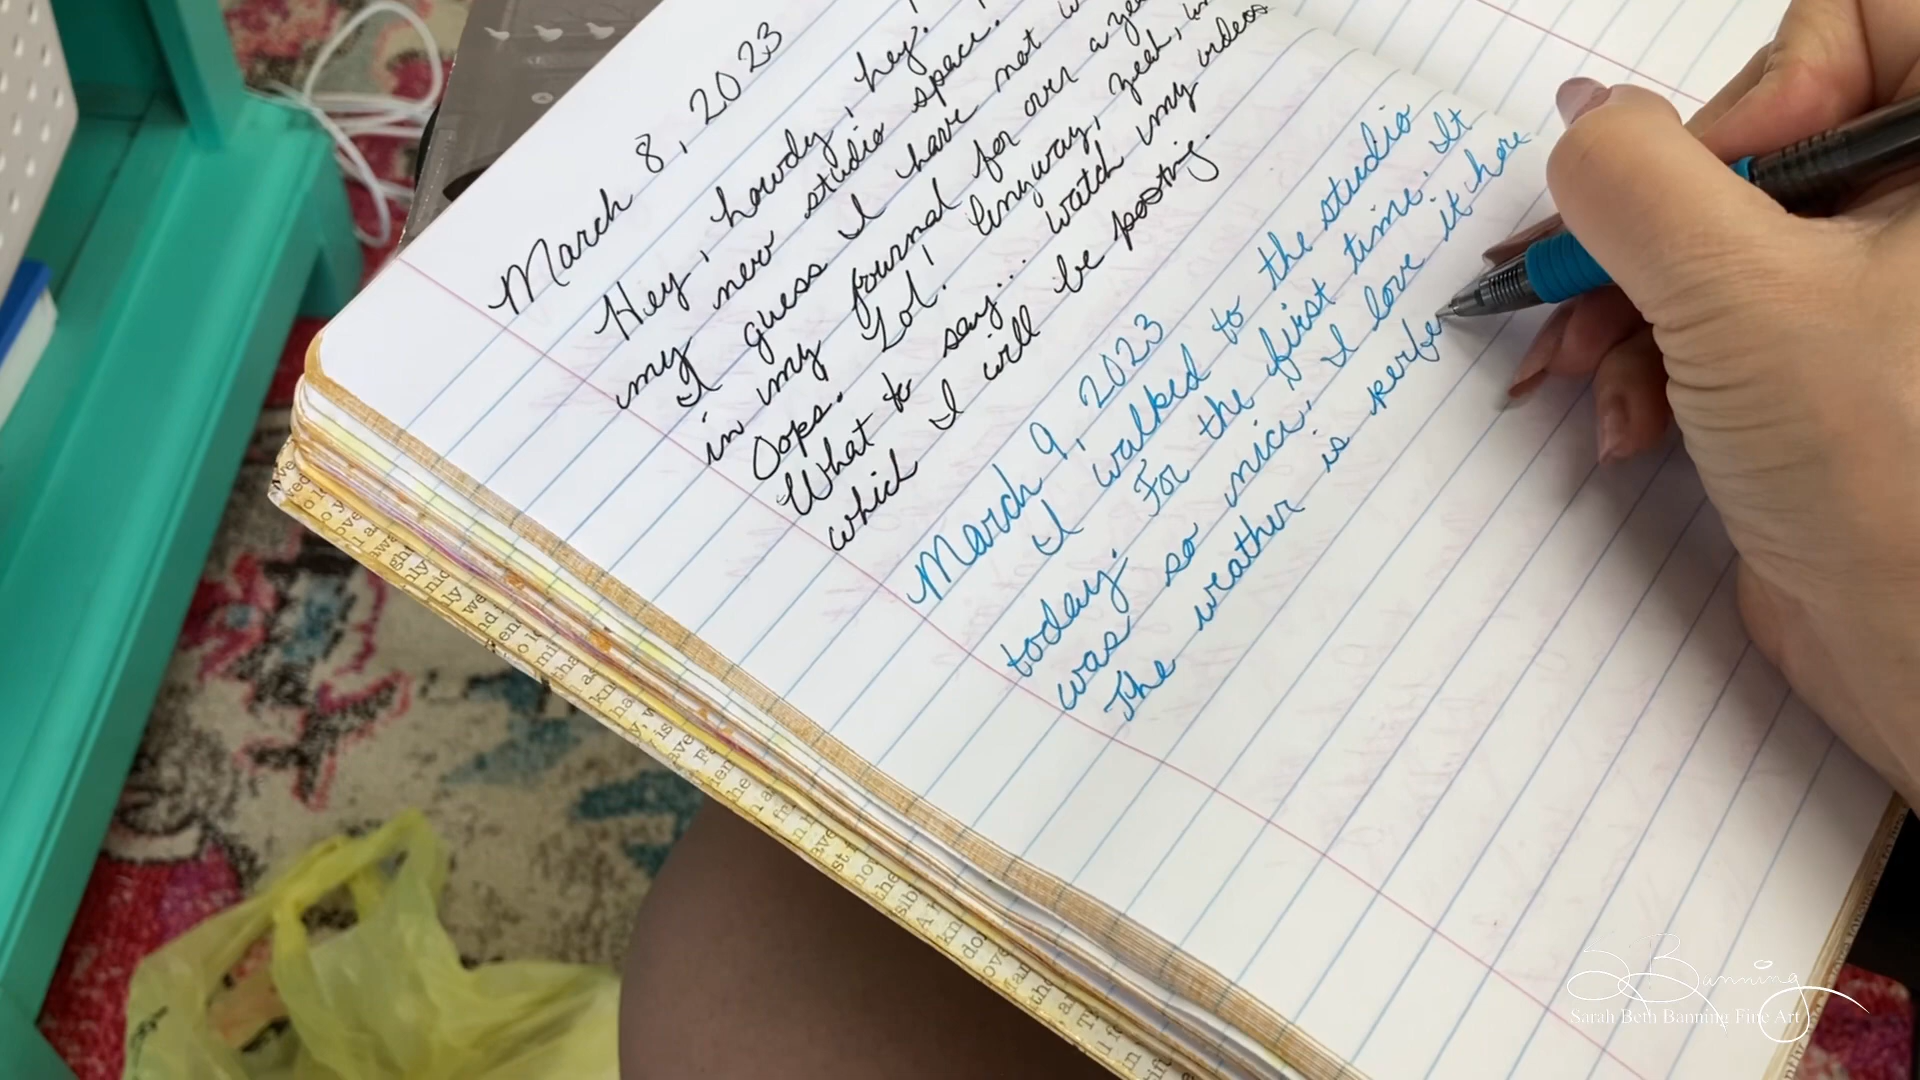 March 8, 2023
Hey, howdy, hey!
my new studio space.
I guess I have not
in my journal for over a
Oops. Lol! Anyway, yeah,
What to say... watch my videos
which I will be posting.
March 9, 2023
I walked to the studio
today. For the first time. It
was so nice. I love it here
The weather is perfe
Banning
Sarah Beth Banning Fine Art